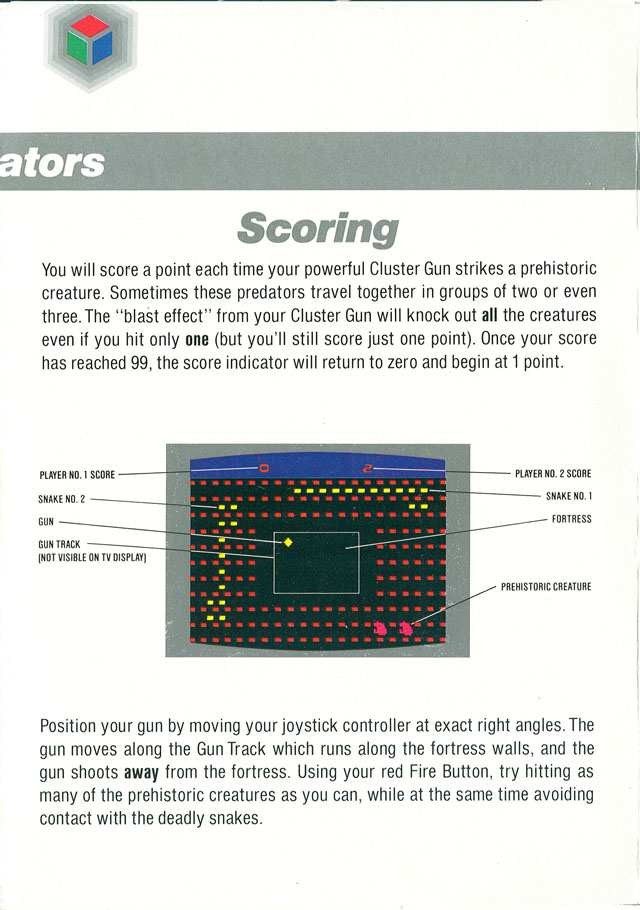 ators
Scoring
You will score a point each time your powerful Cluster Gun strikes a prehistoric
creature. Sometimes these predators travel together in groups of two or even
three. The "blast effect" from your Cluster Gun will knock out all the creatures
even if you hit only one (but you'll still score just one point). Once your score
has reached 99, the score indicator will return to zero and begin at 1 point.
0 2
PLAYER NO. 1 SCORE
PLAYER NO. 2 SCORE
SNAKE NO. 2
SNAKE NO. 1
GUN
FORTRESS
GUN TRACK
(NOT VISIBLE ON TV DISPLAY)
PREHISTORIC CREATURE
Position your gun by moving your joystick controller at exact right angles. The
gun moves along the Gun Track which runs along the fortress walls, and the
gun shoots away from the fortress. Using your red Fire Button, try hitting as
many of the prehistoric creatures as you can, while at the same time avoiding
contact with the deadly snakes.